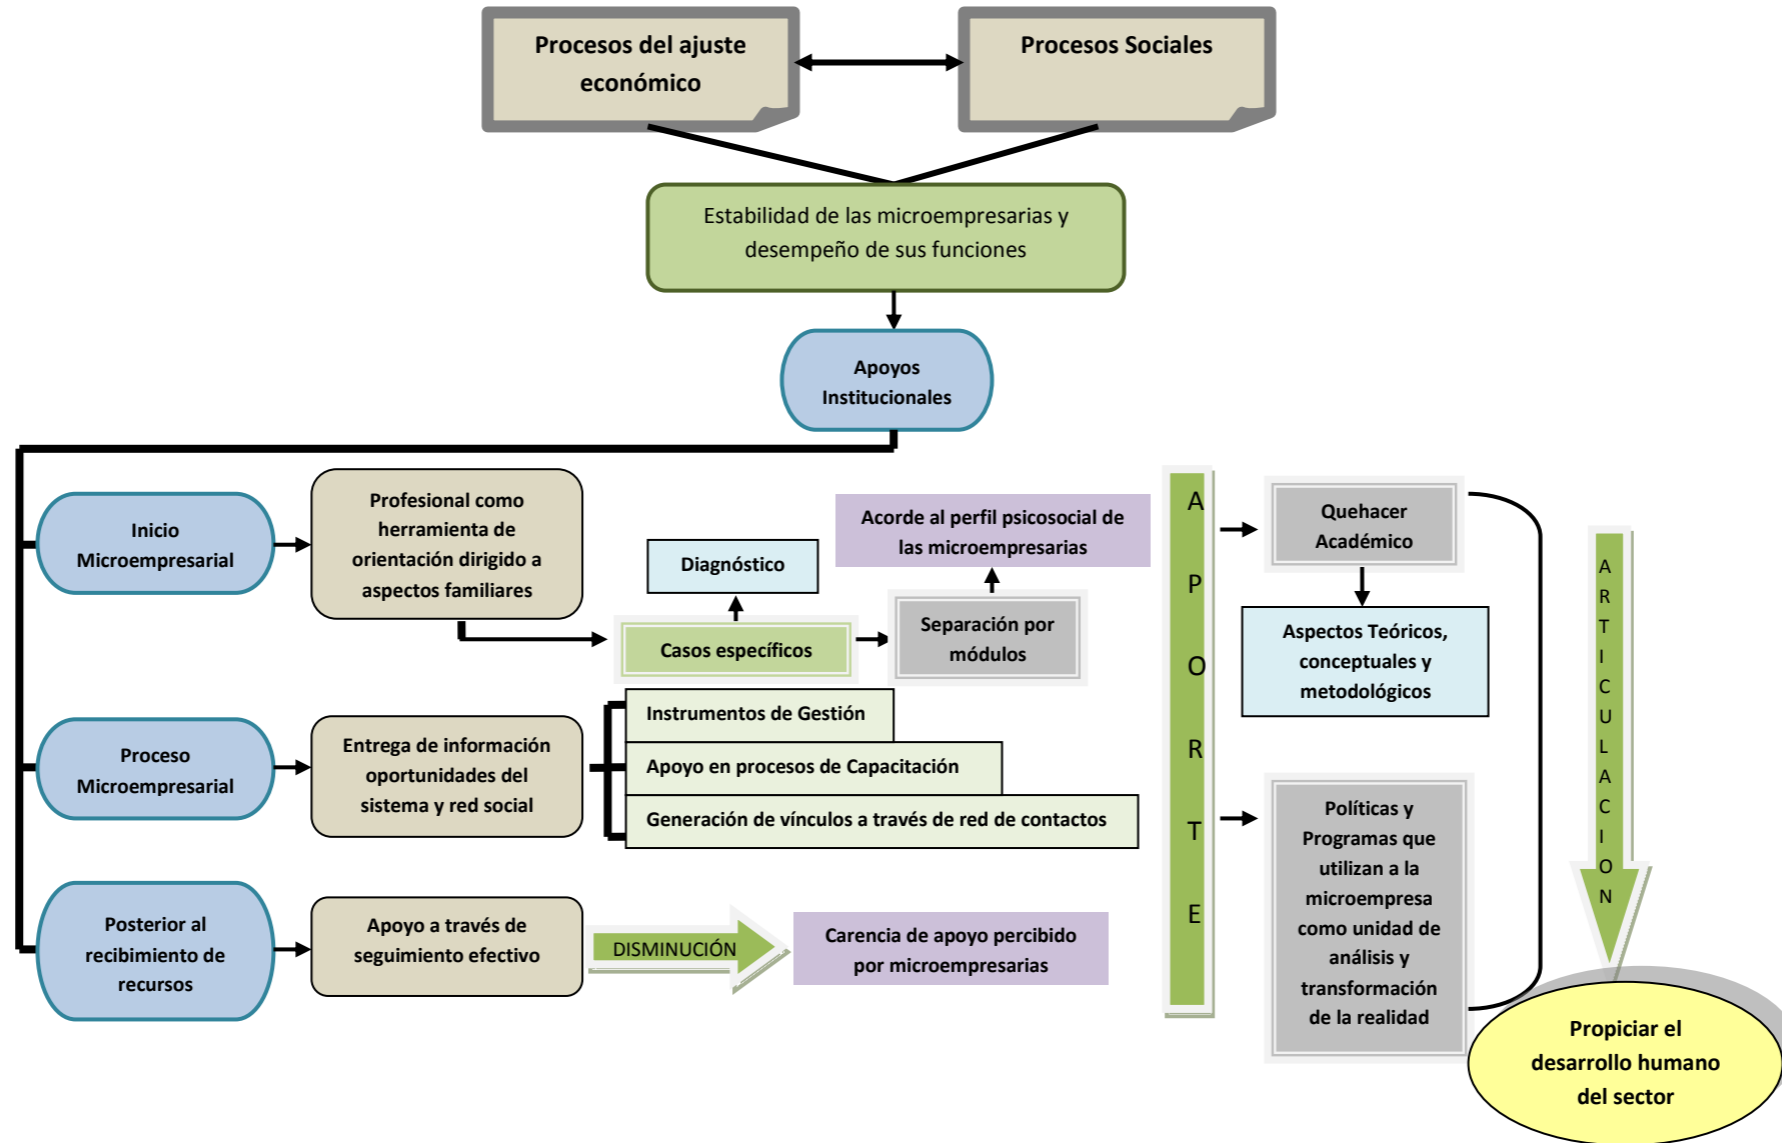 Procesos del ajuste
económico
Procesos Sociales
Estabilidad de las microempresarias y
desempeño de sus funciones
Apoyos
Institucionales
Inicio
Microempresarial
Profesional como
herramienta de
orientación dirigido a
aspectos familiares
Diagnóstico
Casos específicos
Acorde al perfil psicosocial de
las microempresarias
Separación por
módulos
Proceso
Microempresarial
Entrega de información
oportunidades del
sistema y red social
Instrumentos de Gestión
Apoyo en procesos de Capacitación
Generación de vínculos a través de red de contactos
Posterior al
recibimiento de
recursos
Apoyo a través de
seguimiento efectivo
DISMINUCIÓN
Carencia de apoyo percibido
por microempresarias
A
P
O
R
T
E
Quehacer
Académico
Aspectos Teóricos,
conceptuales y
metodológicos
Políticas y
Programas que
utilizan a la
microempresa
como unidad de
análisis y
transformación
de la realidad
A
R
T
I
C
U
L
A
C
I
O
N
Propiciar el
desarrollo humano
del sector